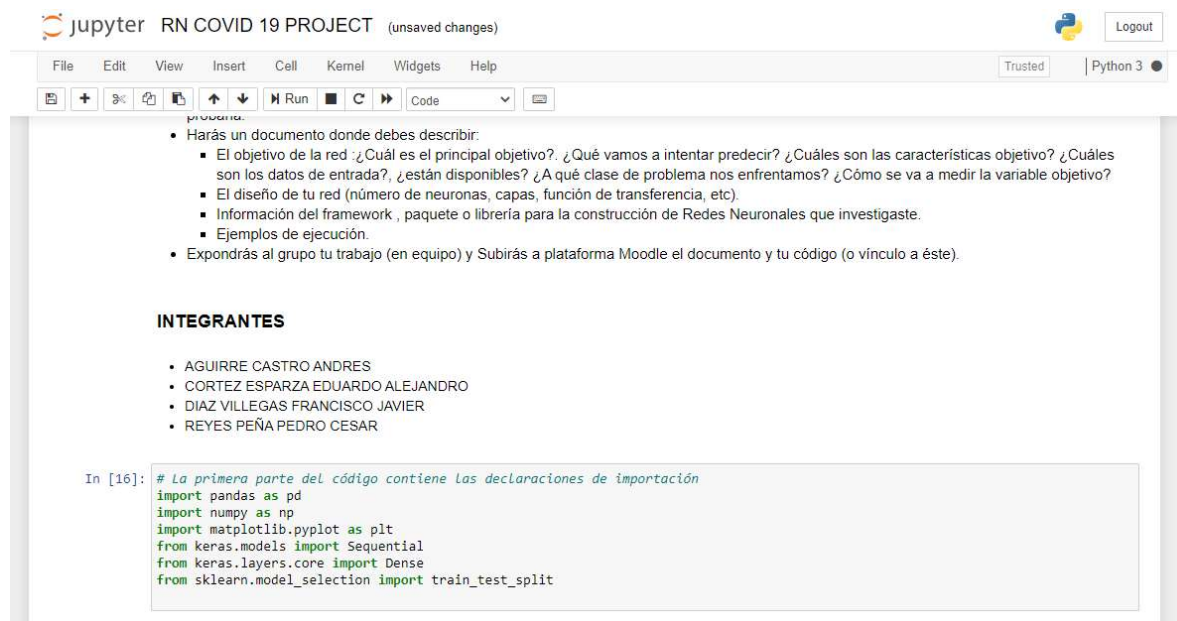 jupyter RN COVID 19 PROJECT (unsaved changes)
Logout
File Edit View Insert Cell Kernel Widgets Help
Trusted
Python 3
Run
Code
probarla.
• Harás un documento donde debes describir:
▪ El objetivo de la red :¿Cuál es el principal objetivo?. ¿Qué vamos a intentar predecir? ¿Cuáles son las características objetivo? ¿Cuáles
son los datos de entrada?, ¿están disponibles? ¿A qué clase de problema nos enfrentamos? ¿Cómo se va a medir la variable objetivo?
▪ El diseño de tu red (número de neuronas, capas, función de transferencia, etc).
▪ Información del framework , paquete o librería para la construcción de Redes Neuronales que investigaste.
▪ Ejemplos de ejecución.
• Expondrás al grupo tu trabajo (en equipo) y Subirás a plataforma Moodle el documento y tu código (o vínculo a éste).
INTEGRANTES
• AGUIRRE CASTRO ANDRES
• CORTEZ ESPARZA EDUARDO ALEJANDRO
• DIAZ VILLEGAS FRANCISCO JAVIER
• REYES PEÑA PEDRO CESAR
In [16]: # La primera parte del código contiene las declaraciones de importación
import pandas as pd
import numpy as np
import matplotlib.pyplot as plt
from keras.models import Sequential
from keras.layers.core import Dense
from sklearn.model_selection import train_test_split